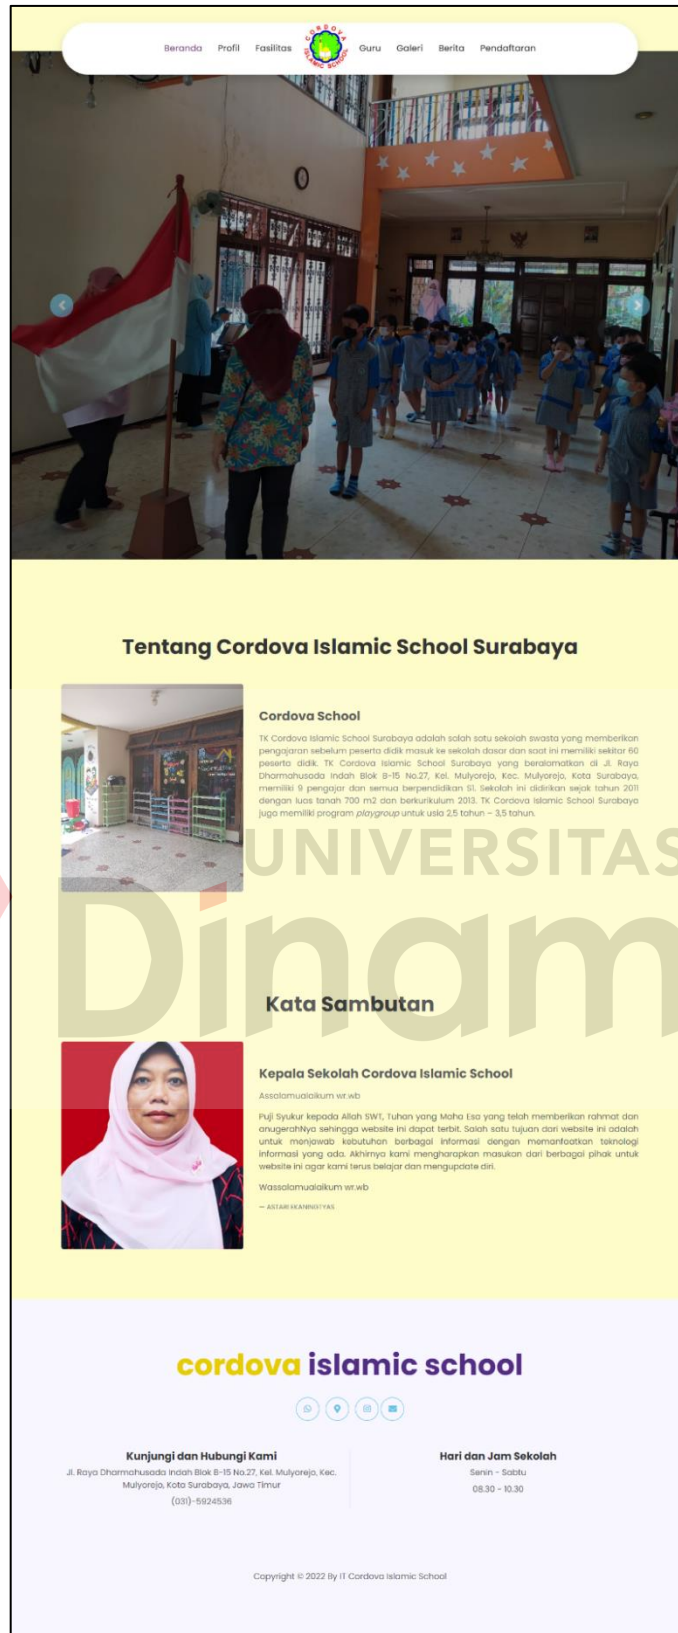 Beranda Profil Fasilitas
CORDOVA ISLAMIC SCHOOL
Guru Galeri Berita Pendaftaran
Tentang Cordova Islamic School Surabaya
Cordova School
TK Cordova Islamic School Surabaya adalah salah satu sekolah swasta yang memberikan
pengajaran sebelum peserta didik masuk ke sekolah dasar dan saat ini memiliki sekitar 60
peserta didik. TK Cordova Islamic School Surabaya yang beralamatkan di Jl. Raya
Dharmahusada Indah Blok B-15 No.27, Kel. Mulyorejo, Kec. Mulyorejo, Kota Surabaya,
memiliki 9 pengajar dan semua berpendidikan S1. Sekolah ini didirikan sejak tahun 2011
dengan luas tanah 700 m2 dan berkurikulum 2013. TK Cordova Islamic School Surabaya
juga memiliki program playgroup untuk usia 2,5 tahun – 3,5 tahun.
UNIVERSITAS
Dinam
Kata Sambutan
Kepala Sekolah Cordova Islamic School
Assalamualaikum wr.wb
Puji Syukur kepada Allah SWT, Tuhan yang Maha Esa yang telah memberikan rahmat dan
anugerahNya sehingga website ini dapat terbit. Salah satu tujuan dari website ini adalah
untuk menjawab kebutuhan berbagai informasi dengan memanfaatkan teknologi
informasi yang ada. Akhirnya kami mengharapkan masukan dari berbagai pihak untuk
website ini agar kami terus belajar dan mengupdate diri.
Wassalamualaikum wr.wb
— ASTARI EKANINGTYAS
cordova islamic school
Kunjungi dan Hubungi Kami
Jl. Raya Dharmahusada Indah Blok B-15 No.27, Kel. Mulyorejo, Kec.
Mulyorejo, Kota Surabaya, Jawa Timur
(031)-5924536
Hari dan Jam Sekolah
Senin - Sabtu
08.30 - 10.30
Copyright © 2022 By IT Cordova Islamic School